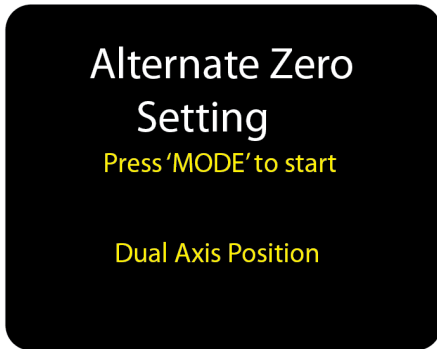 Alternate Zero
Setting
Press ‘MODE’ to start
Dual Axis Position